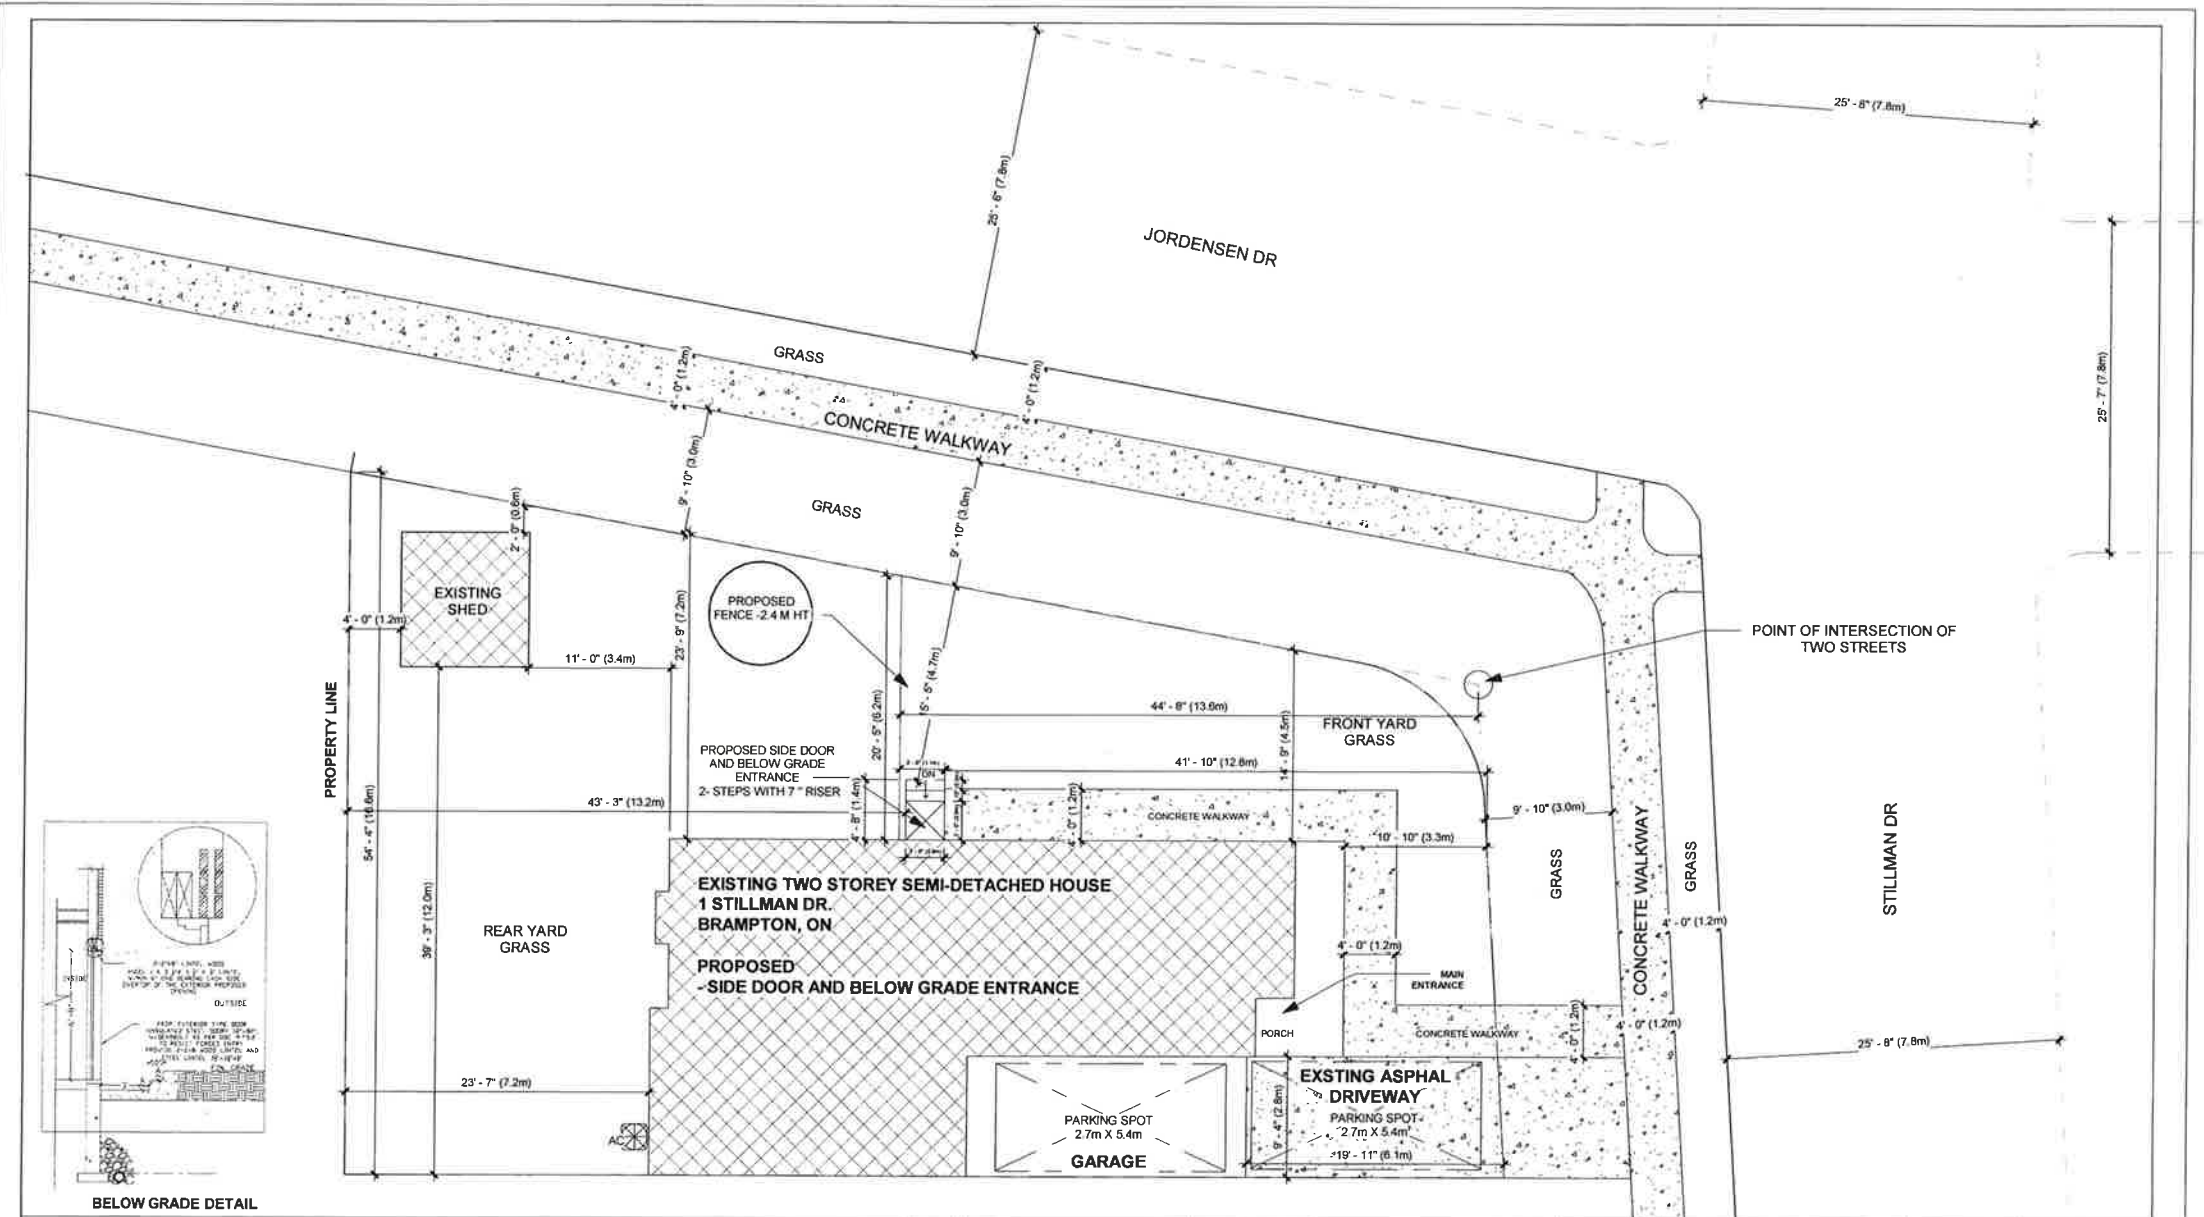 25' - 8" (7.8m)
25' - 6" (7.8m)
JORDENSEN DR
25' - 7" (7.8m)
GRASS
4' - 0" (1.2m)
4' - 0" (1.2m)
CONCRETE WALKWAY
9' - 10" (3.0m)
GRASS
9' - 10" (3.0m)
2' - 0" (0.6m)
EXISTING
SHED
4' - 0" (1.2m)
11' - 0" (3.4m)
23' - 9" (7.2m)
PROPOSED
FENCE -2.4 M HT
POINT OF INTERSECTION OF
TWO STREETS
PROPERTY LINE
54' - 4" (16.6m)
20' - 5" (6.2m)
15' - 5" (4.7m)
44' - 8" (13.6m)
14' - 9" (4.5m)
FRONT YARD
GRASS
PROPOSED SIDE DOOR
AND BELOW GRADE
ENTRANCE
2- STEPS WITH 7 " RISER
DN
41' - 10" (12.8m)
43' - 3" (13.2m)
4' - 8" (1.4m)
4' - 0" (1.2m)
CONCRETE WALKWAY
10' - 10" (3.3m)
9' - 10" (3.0m)
GRASS
CONCRETE WALKWAY
GRASS
STILLMAN DR
EXISTING TWO STOREY SEMI-DETACHED HOUSE
1 STILLMAN DR.
BRAMPTON, ON
PROPOSED
-SIDE DOOR AND BELOW GRADE ENTRANCE
39' - 3" (12.0m)
REAR YARD
GRASS
4' - 0" (1.2m)
4' - 0" (1.2m)
MAIN
ENTRANCE
PORCH
CONCRETE WALKWAY
4' - 0" (1.2m)
4' - 0" (1.2m)
25' - 8" (7.8m)
23' - 7" (7.2m)
AC
PARKING SPOT
2.7m X 5.4m
GARAGE
EXSTING ASPHAL
DRIVEWAY
PARKING SPOT
2.7m X 5.4m
9' - 4" (2.8m)
19' - 11" (6.1m)
INSIDE
OUTSIDE
BELOW GRADE DETAIL